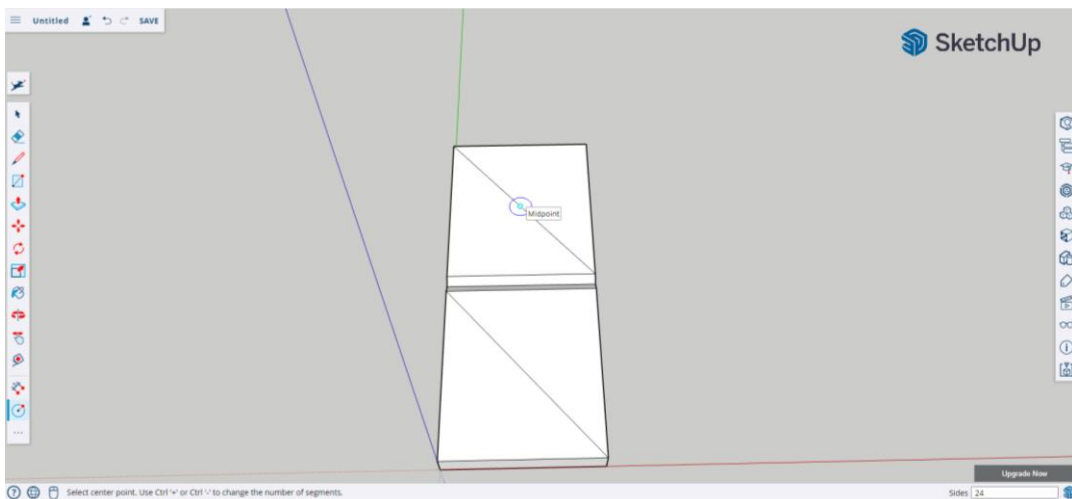 Untitled SAVE
SketchUp
Midpoint
Upgrade Now
Select center point. Use Ctrl '+' or Ctrl '-' to change the number of segments.
Sides 24